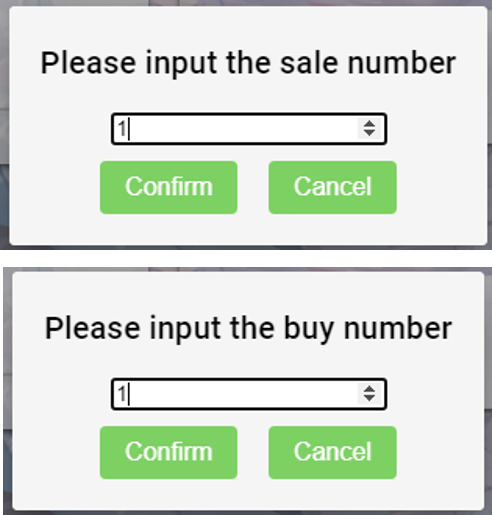 Please input the sale number
1
Confirm Cancel
Please input the buy number
1
Confirm Cancel